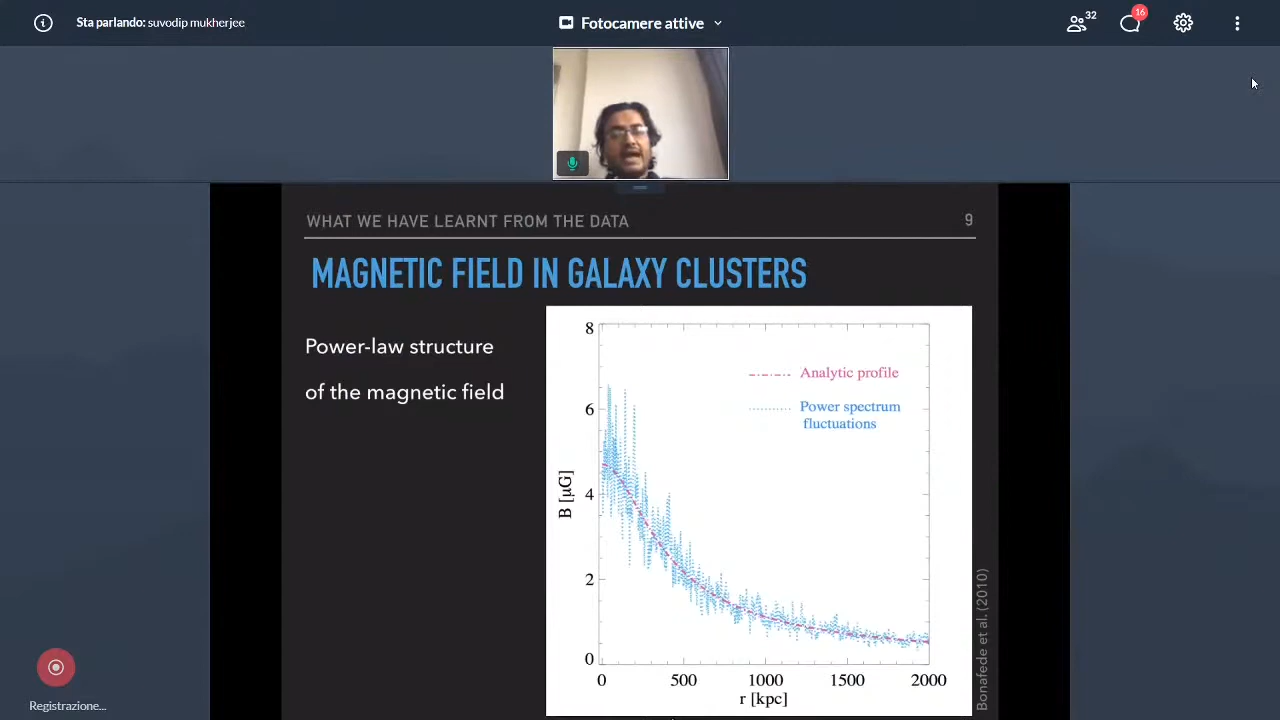 Sta parlando: suvodip mukherjee
Fotocamere attive
32
16
WHAT WE HAVE LEARNT FROM THE DATA
9
MAGNETIC FIELD IN GALAXY CLUSTERS
Power-law structure
of the magnetic field
8
6
4
2
0
B [μG]
Analytic profile
Power spectrum
fluctuations
0
500
1000
1500
2000
r [kpc]
Bonafede et al. (2010)
Registrazione...